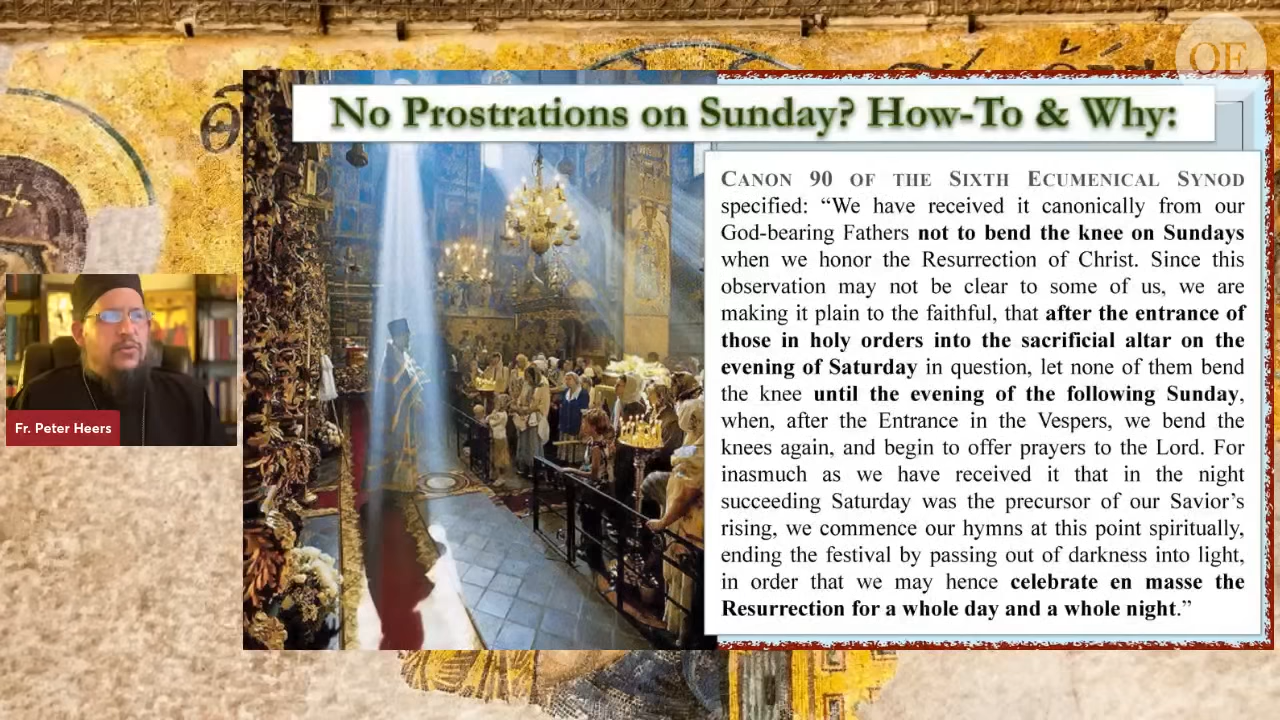 OE
No Prostrations on Sunday? How-To & Why:
CANON 90 OF THE SIXTH ECUMENICAL SYNOD
specified: “We have received it canonically from our
God-bearing Fathers not to bend the knee on Sundays
when we honor the Resurrection of Christ. Since this
observation may not be clear to some of us, we are
making it plain to the faithful, that after the entrance of
those in holy orders into the sacrificial altar on the
evening of Saturday in question, let none of them bend
the knee until the evening of the following Sunday,
when, after the Entrance in the Vespers, we bend the
knees again, and begin to offer prayers to the Lord. For
inasmuch as we have received it that in the night
succeeding Saturday was the precursor of our Savior’s
rising, we commence our hymns at this point spiritually,
ending the festival by passing out of darkness into light,
in order that we may hence celebrate en masse the
Resurrection for a whole day and a whole night.”
Fr. Peter Heers